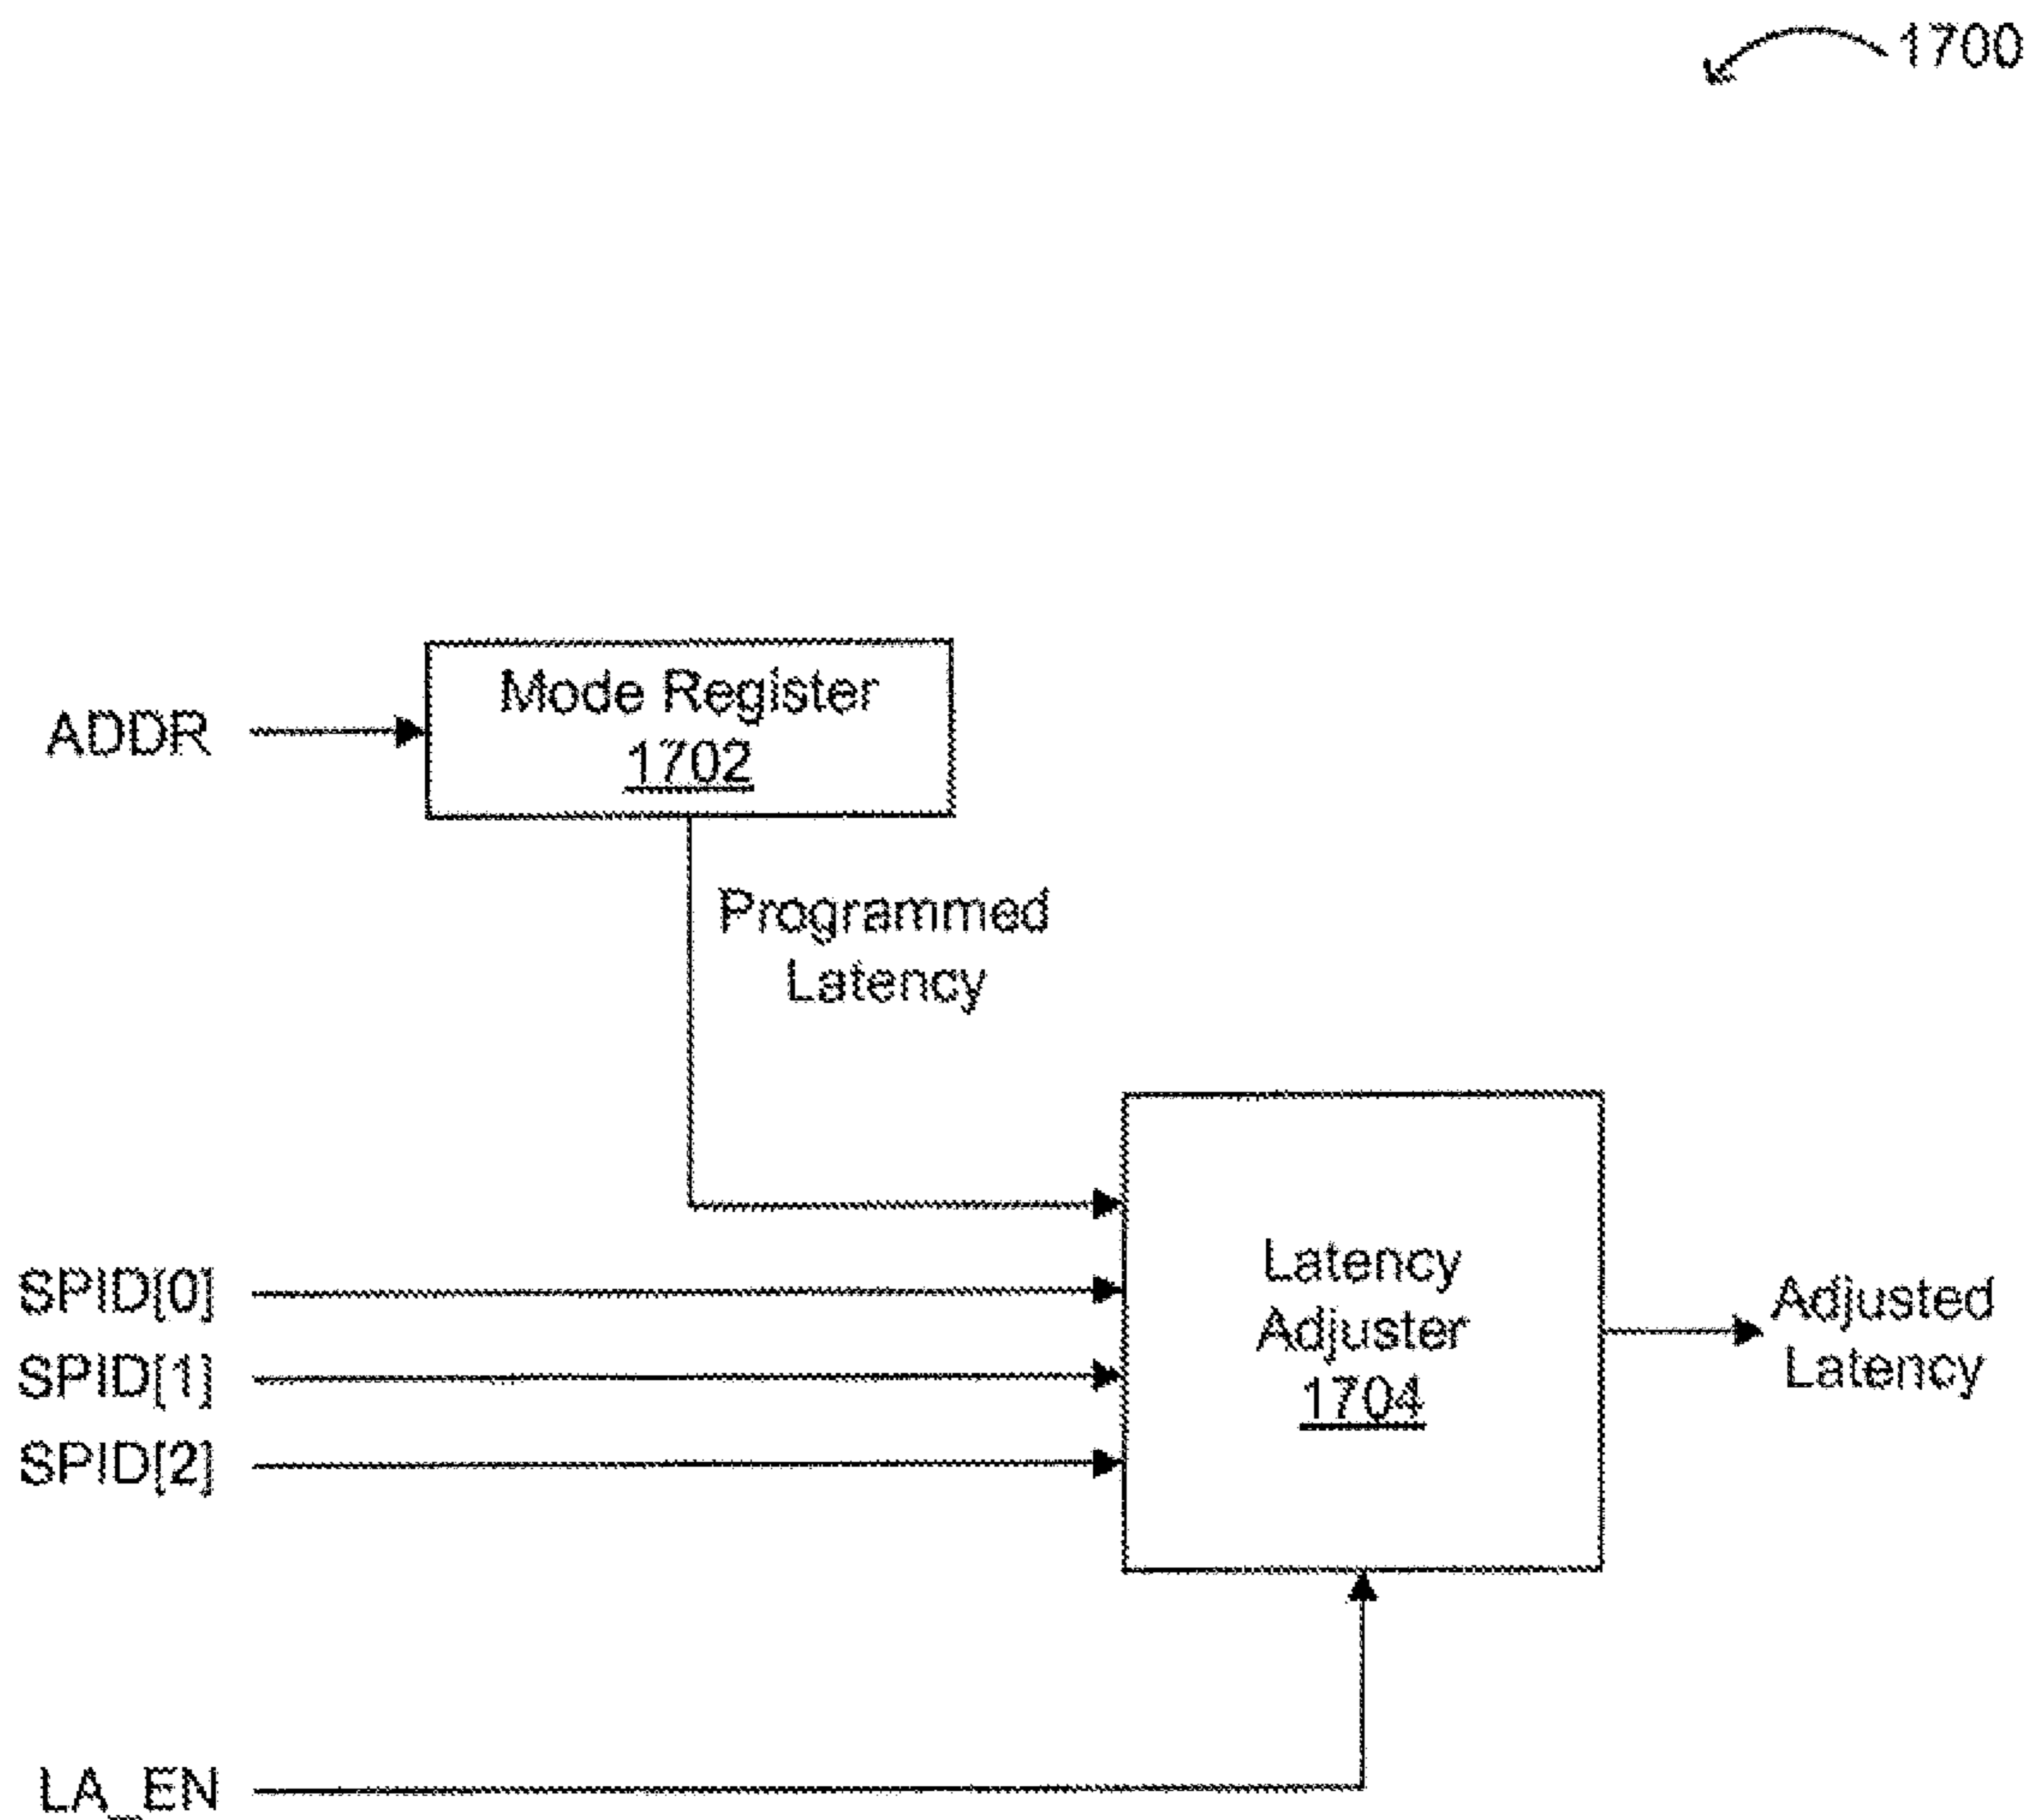 1700
ADDR
Mode Register
1702
Programmed
Latency
SPID[0]
SPID[1]
SPID[2]
Latency
Adjuster
1704
Adjusted
Latency
LA_EN